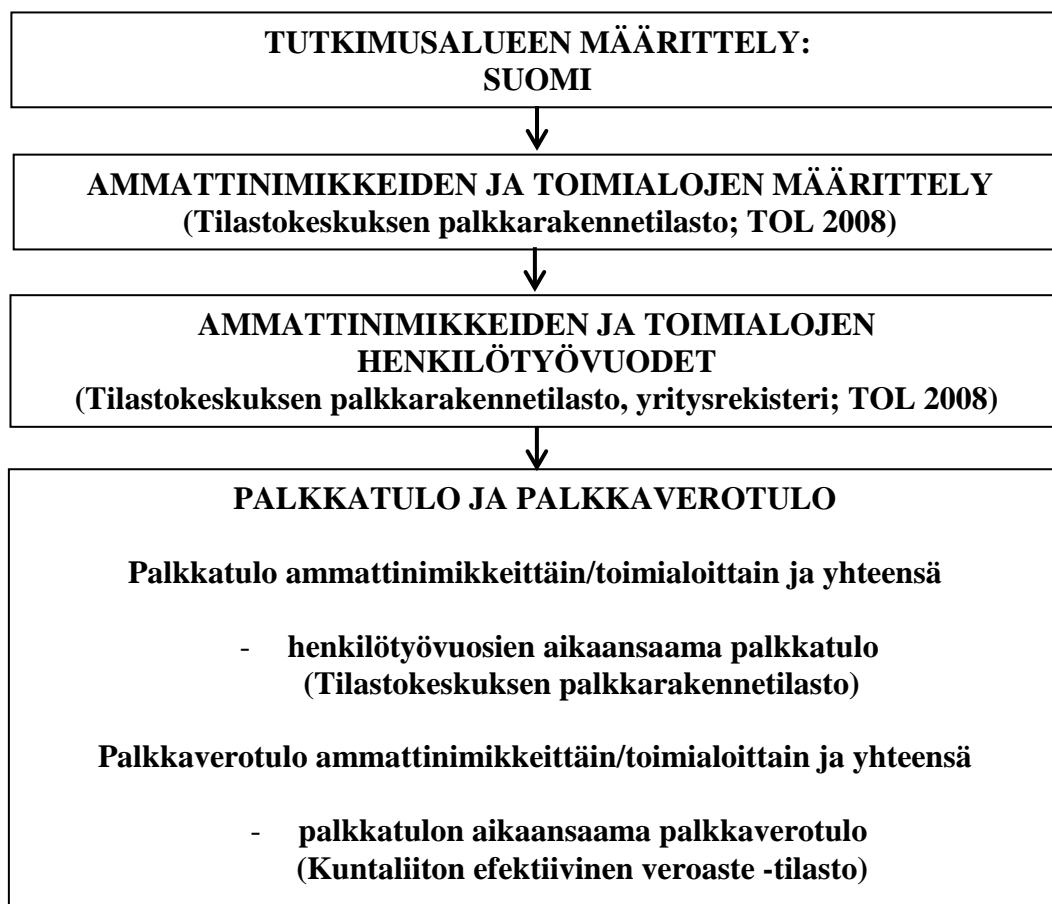 TUTKIMUSALUEEN MÄÄRITTELY:
SUOMI
AMMATTINIMIKKEIDEN JA TOIMIALOJEN MÄÄRITTELY
(Tilastokeskuksen palkkarakennetilasto; TOL 2008)
AMMATTINIMIKKEIDEN JA TOIMIALOJEN
HENKILÖTYÖVUODET
(Tilastokeskuksen palkkarakennetilasto, yritysrekisteri; TOL 2008)
PALKKATULO JA PALKKAVEROTULO
Palkkatulo ammattinimikkeittäin/toimialoittain ja yhteensä
- henkilötyövuosien aikaansaama palkkatulo
(Tilastokeskuksen palkkarakennetilasto)
Palkkaverotulo ammattinimikkeittäin/toimialoittain ja yhteensä
- palkkatulon aikaansaama palkkaverotulo
(Kuntaliiton efektiivinen veroaste -tilasto)